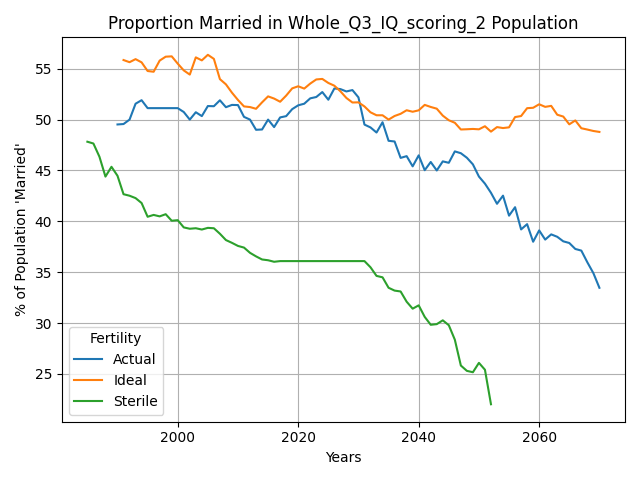 Proportion Married in Whole_Q3_IQ_scoring_2 Population
% of Population 'Married'
55
50
45
40
35
30
25
Fertility
Actual
Ideal
Sterile
2000 2020 2040 2060
Years